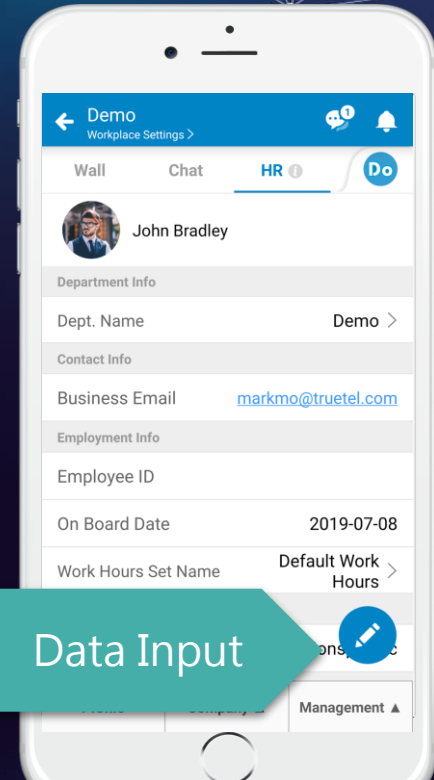 Demo
Workplace Settings >
1
Wall Chat HR Do
John Bradley
Department Info
Dept. Name Demo >
Contact Info
Business Email markmo@truetel.com
Employment Info
Employee ID
On Board Date 2019-07-08
Work Hours Set Name Default Work
Hours >
Data Input
Management ▲